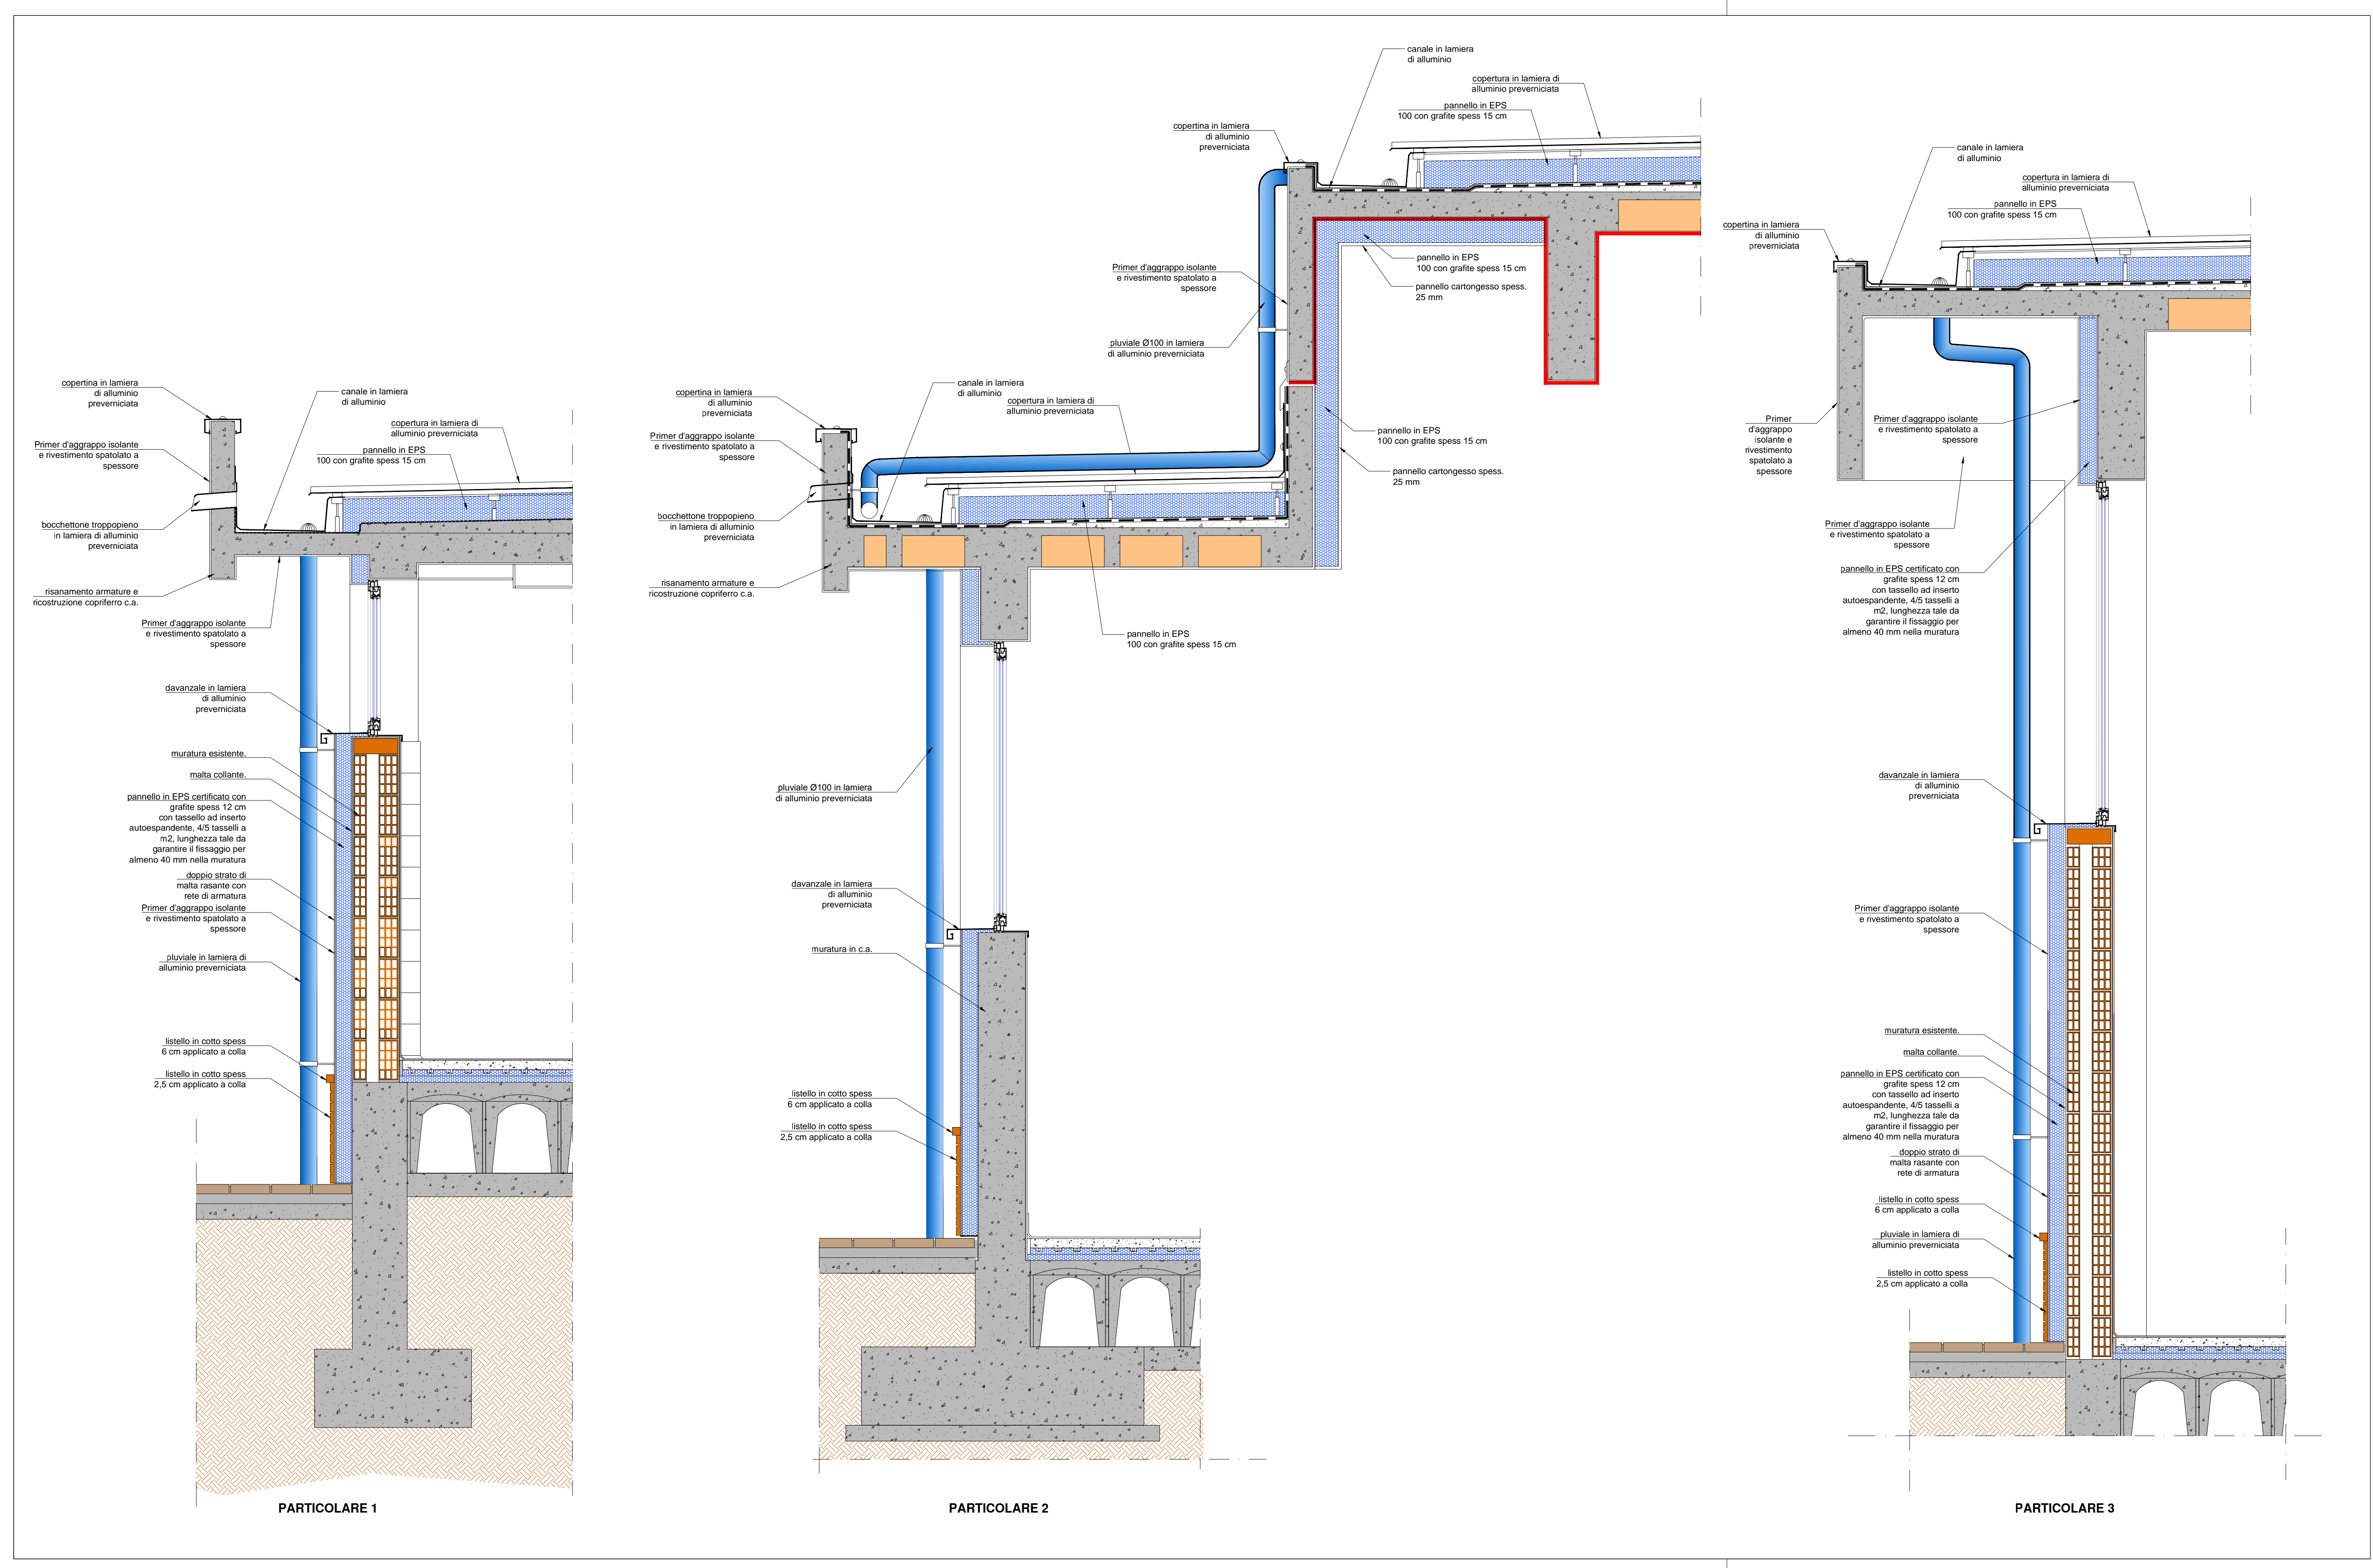 copertina in lamiera
di alluminio
preverniciata
canale in lamiera
di alluminio
copertura in lamiera di
alluminio preverniciata
Primer d'aggrappo isolante
e rivestimento spatolato a
spessore
pannello in EPS
100 con grafite spess 15 cm
bocchettone troppopieno
in lamiera di alluminio
preverniciata
risanamento armature e
ricostruzione copriferro c.a.
Primer d'aggrappo isolante
e rivestimento spatolato a
spessore
davanzale in lamiera
di alluminio
preverniciata
muratura esistente.
malta collante.
pannello in EPS certificato con
grafite spess 12 cm
con tassello ad inserto
autoespandente, 4/5 tasselli a
m2, lunghezza tale da
garantire il fissaggio per
almeno 40 mm nella muratura
doppio strato di
malta rasante con
rete di armatura
Primer d'aggrappo isolante
e rivestimento spatolato a
spessore
pluviale in lamiera di
alluminio preverniciata
listello in cotto spess
6 cm applicato a colla
listello in cotto spess
2,5 cm applicato a colla
PARTICOLARE 1
canale in lamiera
di alluminio
copertura in lamiera di
alluminio preverniciata
pannello in EPS
100 con grafite spess 15 cm
copertina in lamiera
di alluminio
preverniciata
pannello in EPS
100 con grafite spess 15 cm
pannello cartongesso spess.
25 mm
Primer d'aggrappo isolante
e rivestimento spatolato a
spessore
pluviale Ø100 in lamiera
di alluminio preverniciata
canale in lamiera
di alluminio
copertura in lamiera di
alluminio preverniciata
copertina in lamiera
di alluminio
preverniciata
Primer d'aggrappo isolante
e rivestimento spatolato a
spessore
pannello in EPS
100 con grafite spess 15 cm
pannello cartongesso spess.
25 mm
bocchettone troppopieno
in lamiera di alluminio
preverniciata
risanamento armature e
ricostruzione copriferro c.a.
pannello in EPS
100 con grafite spess 15 cm
pluviale Ø100 in lamiera
di alluminio preverniciata
davanzale in lamiera
di alluminio
preverniciata
muratura in c.a.
listello in cotto spess
6 cm applicato a colla
listello in cotto spess
2,5 cm applicato a colla
PARTICOLARE 2
canale in lamiera
di alluminio
copertura in lamiera di
alluminio preverniciata
pannello in EPS
100 con grafite spess 15 cm
copertina in lamiera
di alluminio
preverniciata
Primer
d'aggrappo
isolante e
rivestimento
spatolato a
spessore
Primer d'aggrappo isolante
e rivestimento spatolato a
spessore
Primer d'aggrappo isolante
e rivestimento spatolato a
spessore
pannello in EPS certificato con
grafite spess 12 cm
con tassello ad inserto
autoespandente, 4/5 tasselli a
m2, lunghezza tale da
garantire il fissaggio per
almeno 40 mm nella muratura
davanzale in lamiera
di alluminio
preverniciata
Primer d'aggrappo isolante
e rivestimento spatolato a
spessore
muratura esistente.
malta collante.
pannello in EPS certificato con
grafite spess 12 cm
con tassello ad inserto
autoespandente, 4/5 tasselli a
m2, lunghezza tale da
garantire il fissaggio per
almeno 40 mm nella muratura
doppio strato di
malta rasante con
rete di armatura
listello in cotto spess
6 cm applicato a colla
pluviale in lamiera di
alluminio preverniciata
listello in cotto spess
2,5 cm applicato a colla
PARTICOLARE 3